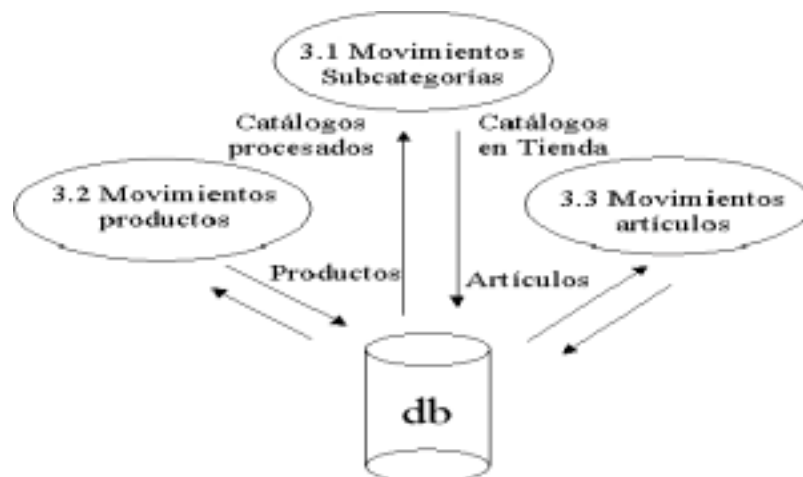 3.1 Movimientos
Subcategorías
Catálogos
procesados
Catálogos
en Tienda
3.2 Movimientos
productos
3.3 Movimientos
artículos
Productos
Artículos
db